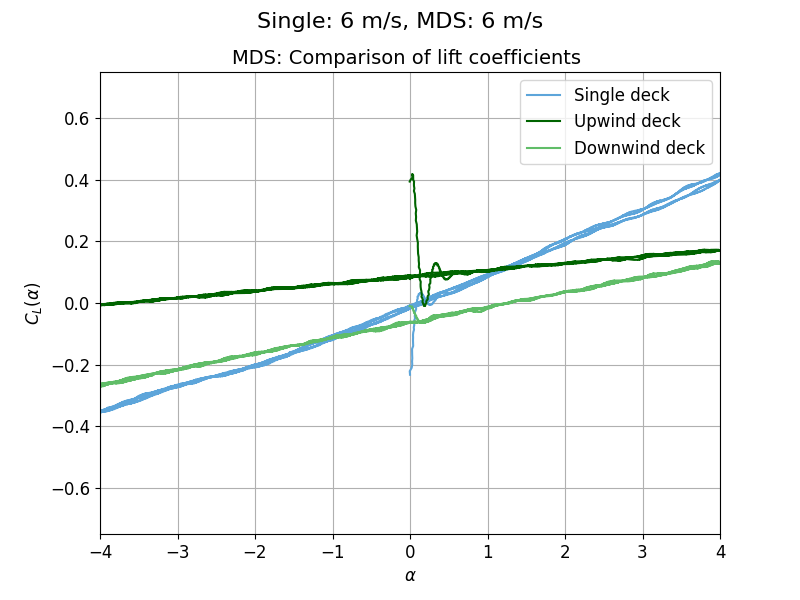 Single: 6 m/s, MDS: 6 m/s
MDS: Comparison of lift coefficients
Single deck
Upwind deck
Downwind deck
0.6
0.4
0.2
0.0
−0.2
−0.4
−0.6
C_L(α)
−4 −3 −2 −1 0 1 2 3 4
α